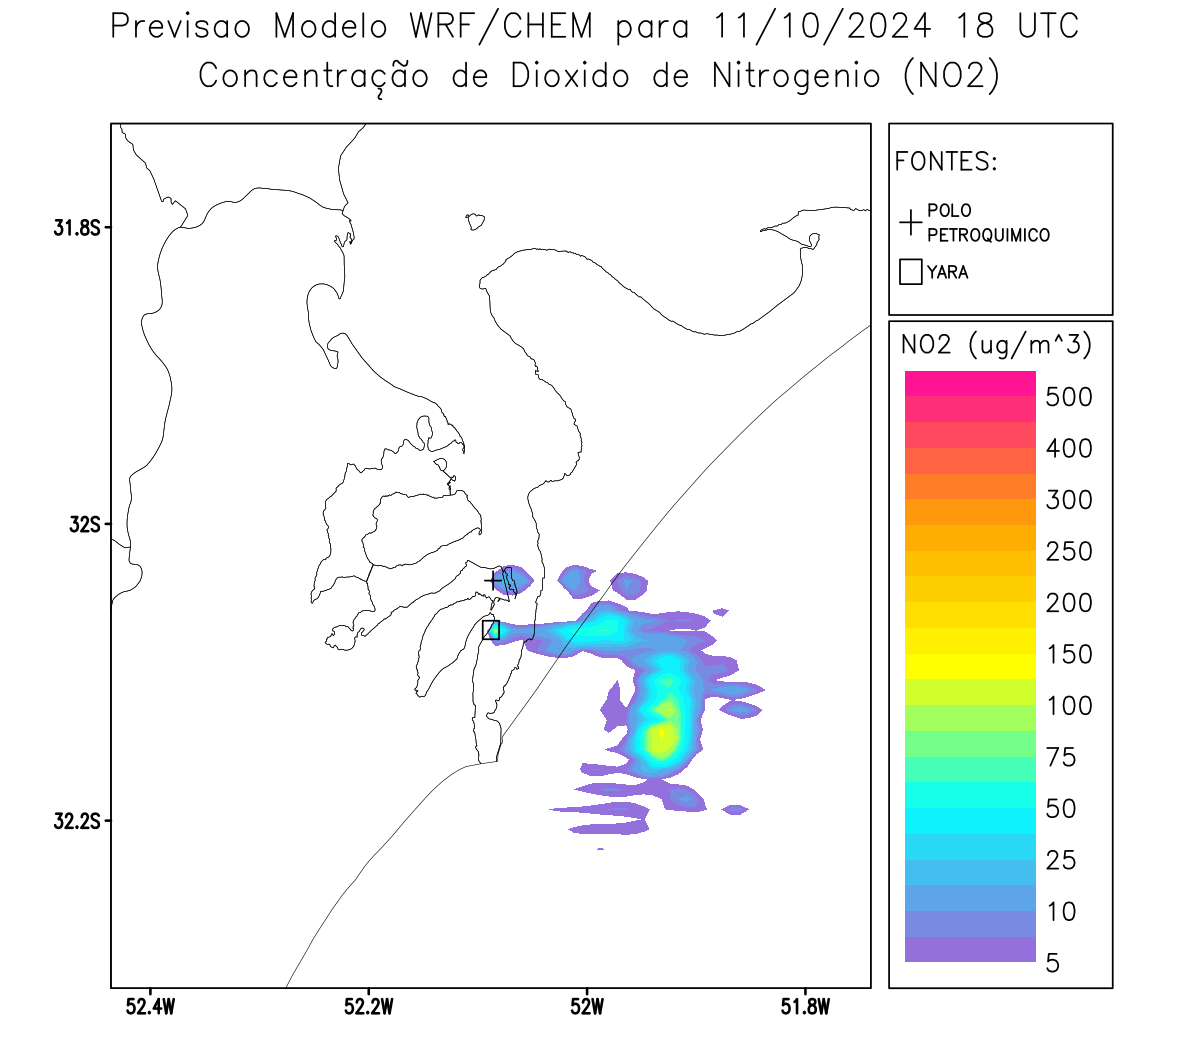 Previsao Modelo WRF/CHEM para 11/10/2024 18 UTC
Concentração de Dioxido de Nitrogenio (NO2)
FONTES:
POLO
PETROQUIMICO
YARA
NO2 (ug/m^3)
500
400
300
250
200
150
100
75
50
25
10
5
31.8S
32S
32.2S
52.4W
52.2W
52W
51.8W